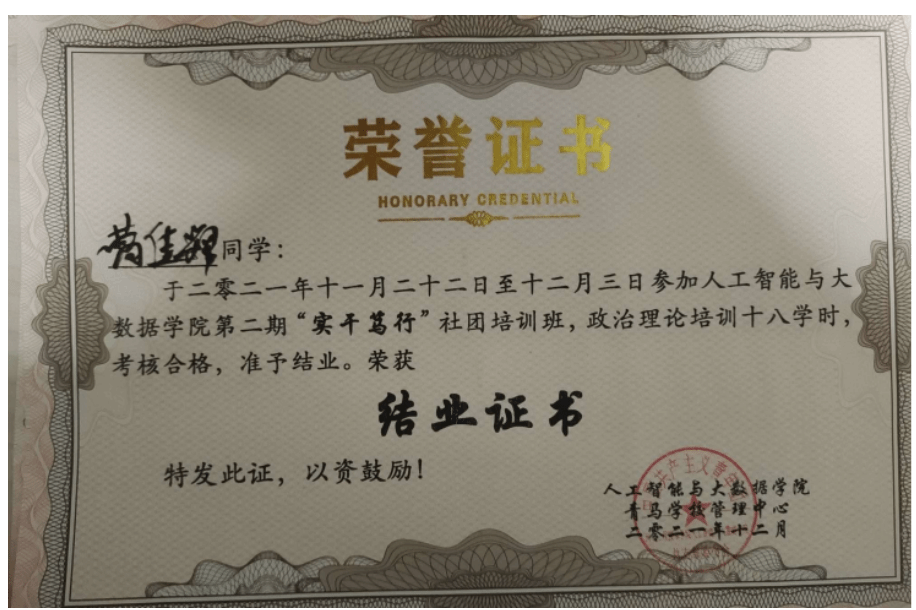 荣誉证书
HONORARY CREDENTIAL
同学：
于二零二一年十一月二十二日至十二月三日参加人工智能与大
数据学院第二期“实干笃行”社团培训班，政治理论培训十八学时，
考核合格，准予结业。荣获
结业证书
特发此证，以资鼓励！
人工智能与大数据学院
青马学校管理中心
二零二一年十二月